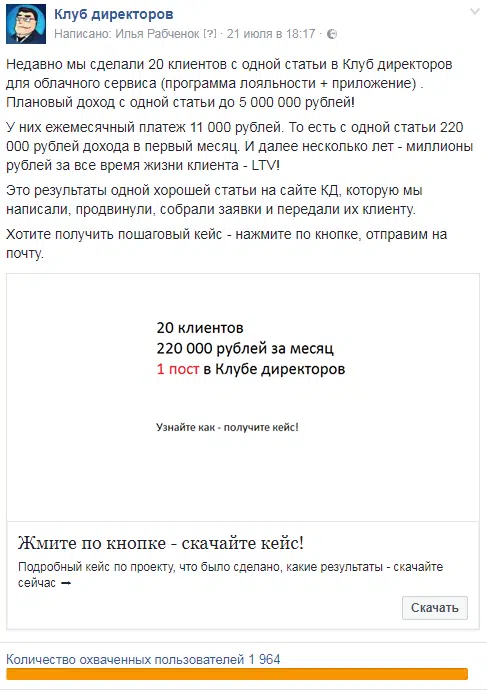 Клуб директоров
Написано: Илья Рабченок [?] · 21 июля в 18:17 ·
Недавно мы сделали 20 клиентов с одной статьи в Клуб директоров
для облачного сервиса (программа лояльности + приложение) .
Плановый доход с одной статьи до 5 000 000 рублей!
У них ежемесячный платеж 11 000 рублей. То есть с одной статьи 220
000 рублей дохода в первый месяц. И далее несколько лет - миллионы
рублей за все время жизни клиента - LTV!
Это результаты одной хорошей статьи на сайте КД, которую мы
написали, продвинули, собрали заявки и передали их клиенту.
Хотите получить пошаговый кейс - нажмите по кнопке, отправим на
почту.
20 клиентов
220 000 рублей за месяц
1 пост в Клубе директоров
Узнайте как - получите кейс!
Жмите по кнопке - скачайте кейс!
Подробный кейс по проекту, что было сделано, какие результаты - скачайте
сейчас ➞
Скачать
Количество охваченных пользователей 1 964